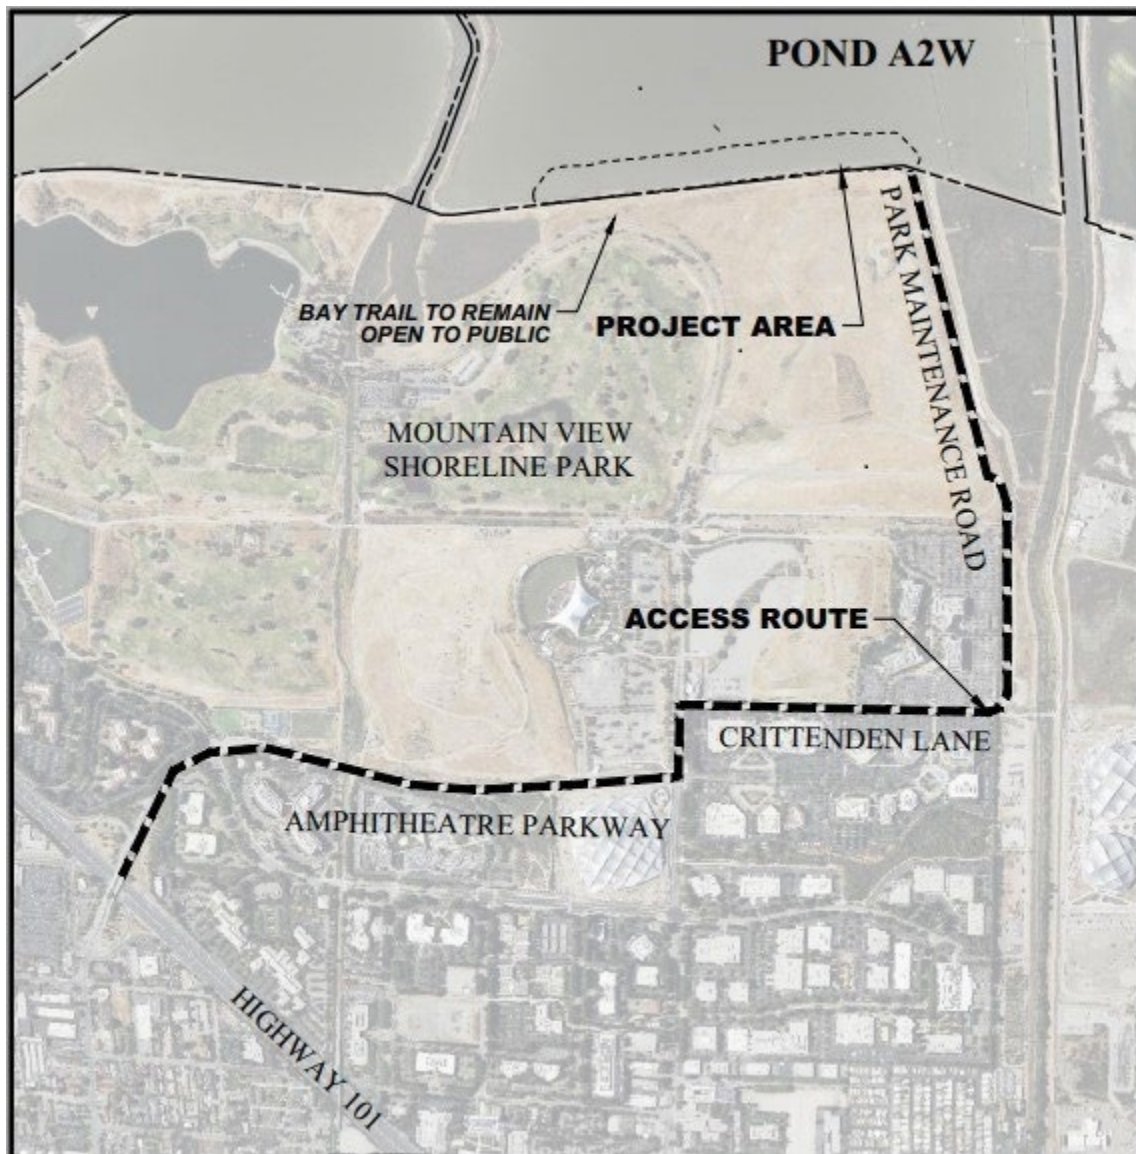 POND A2W
PARK MAINTENANCE ROAD
BAY TRAIL TO REMAIN
OPEN TO PUBLIC
PROJECT AREA
MOUNTAIN VIEW
SHORELINE PARK
ACCESS ROUTE
CRITTENDEN LANE
AMPHITHEATRE PARKWAY
HIGHWAY 101